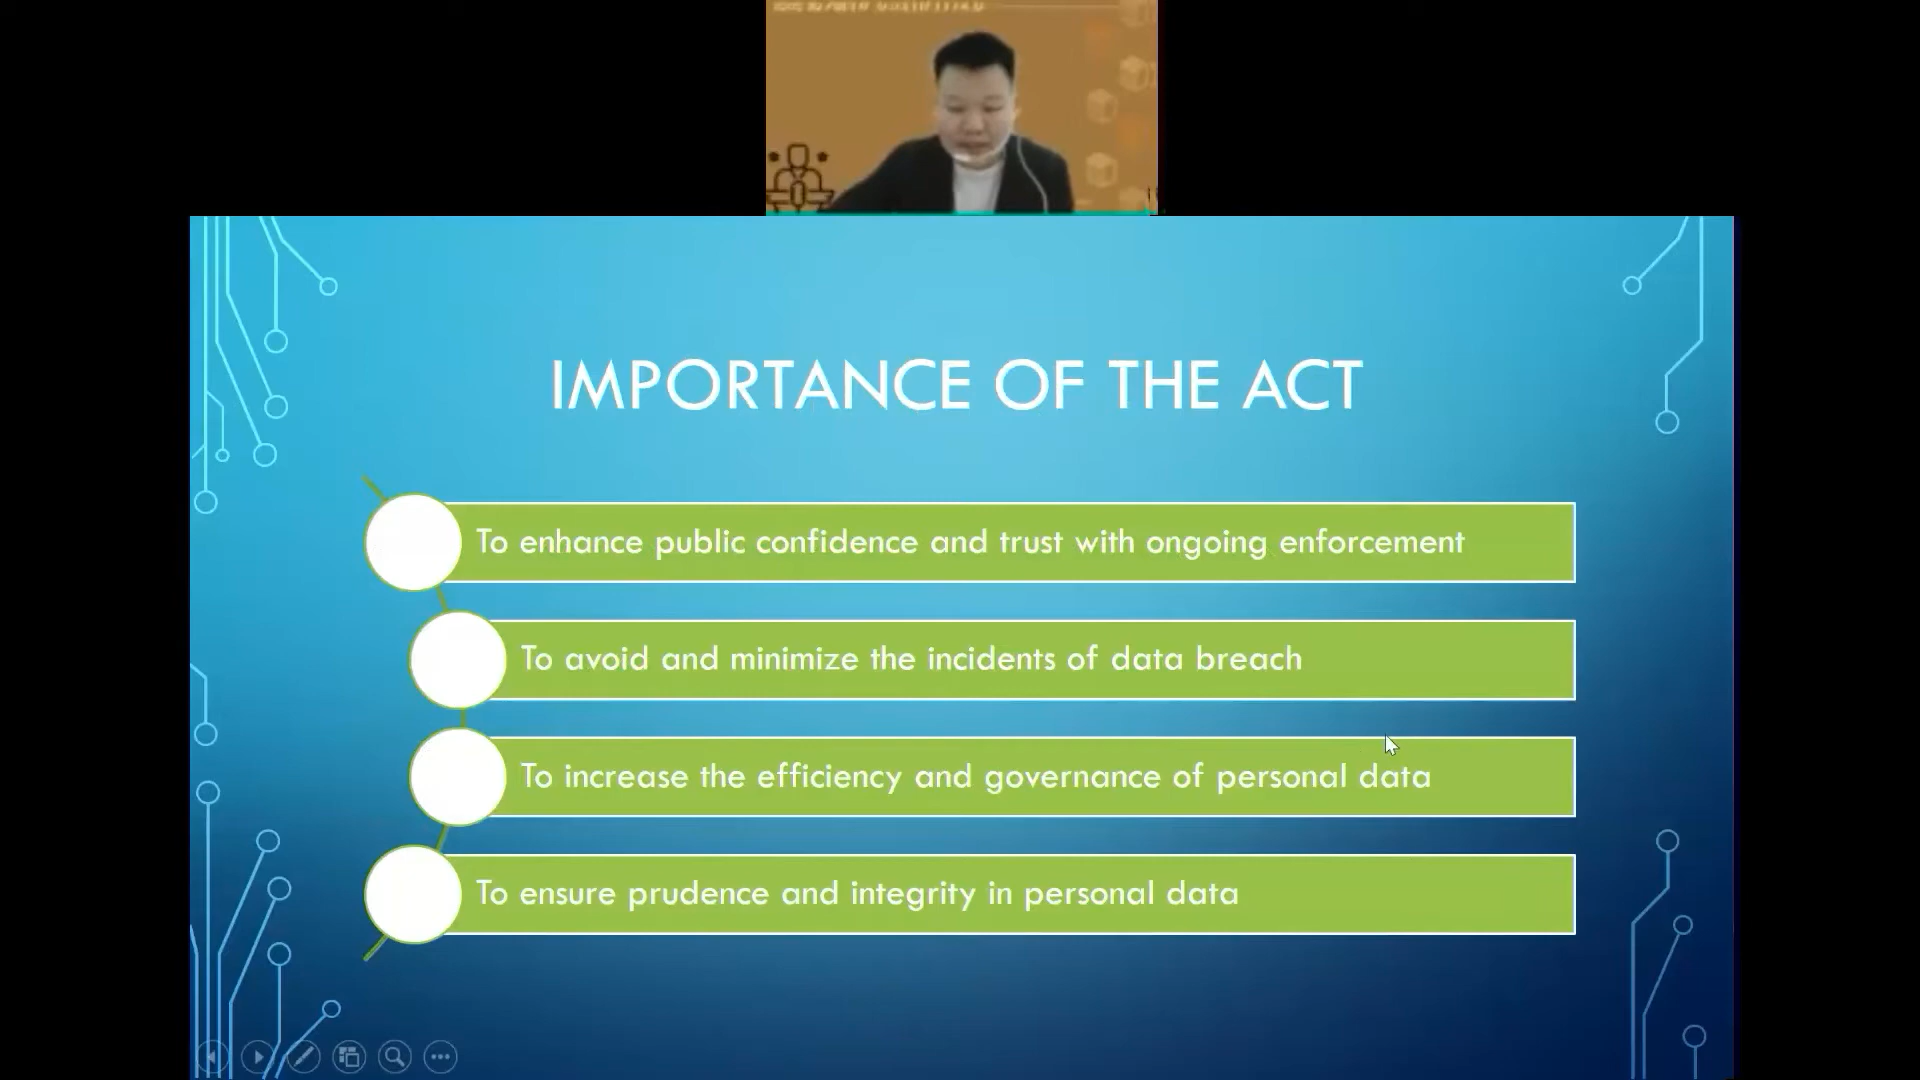 IMPORTANCE OF THE ACT
To enhance public confidence and trust with ongoing enforcement
To avoid and minimize the incidents of data breach
To increase the efficiency and governance of personal data
To ensure prudence and integrity in personal data